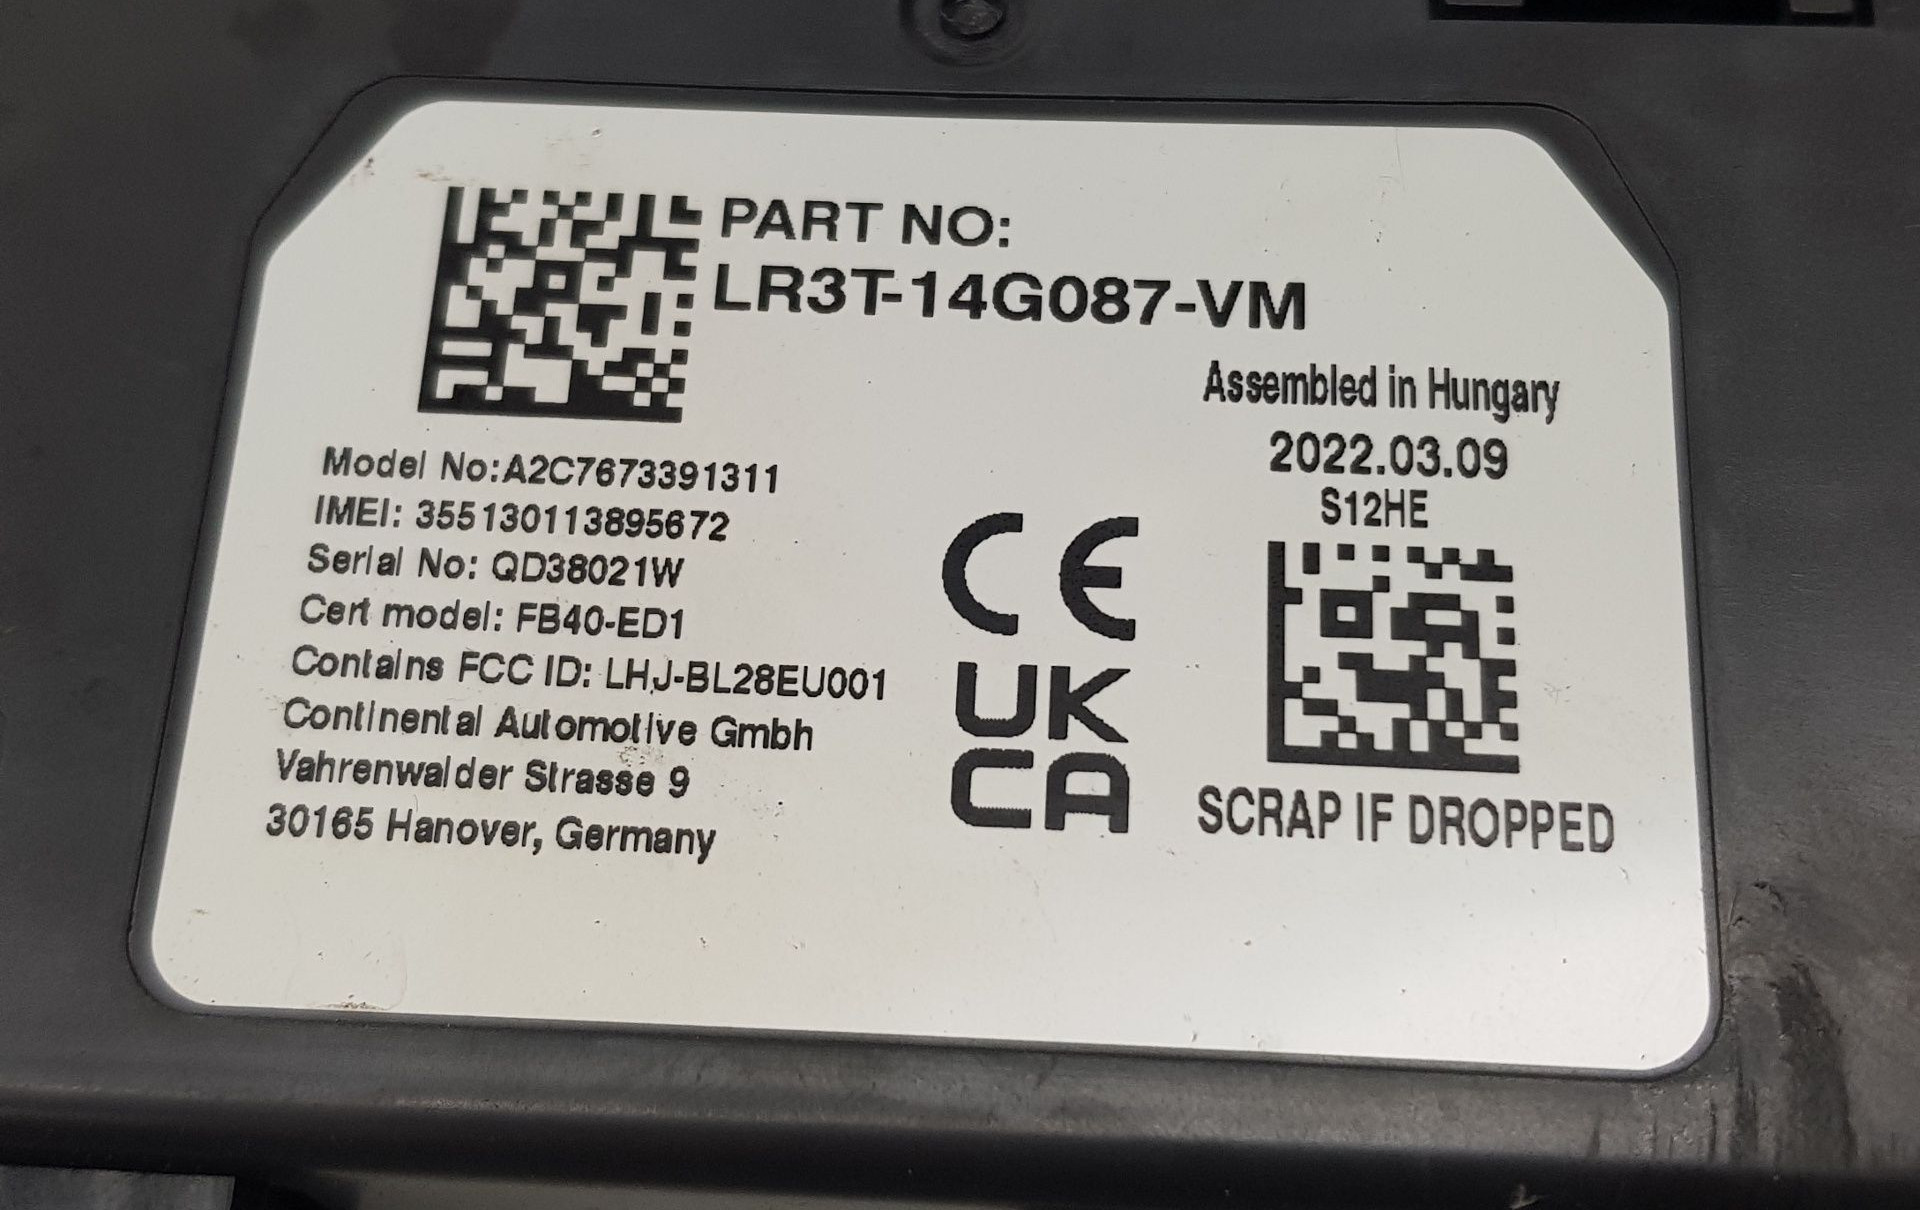 PART NO:
LR3T-14G087-VM
Assembled in Hungary
2022.03.09
S12HE
Model No:A2C7673391311
IMEI: 355130113895672
Serial No: QD38021W
Cert model: FB40-ED1
Contains FCC ID: LHJ-BL28EU001
Continental Automotive Gmbh
Vahrenwalder Strasse 9
30165 Hanover, Germany
CE
UK
CA
SCRAP IF DROPPED